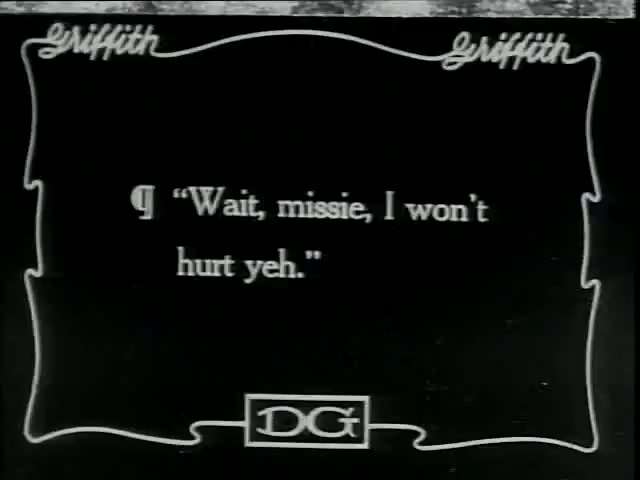 Griffith Griffith
¶ “Wait, missie, I won't
hurt yeh.”
DG